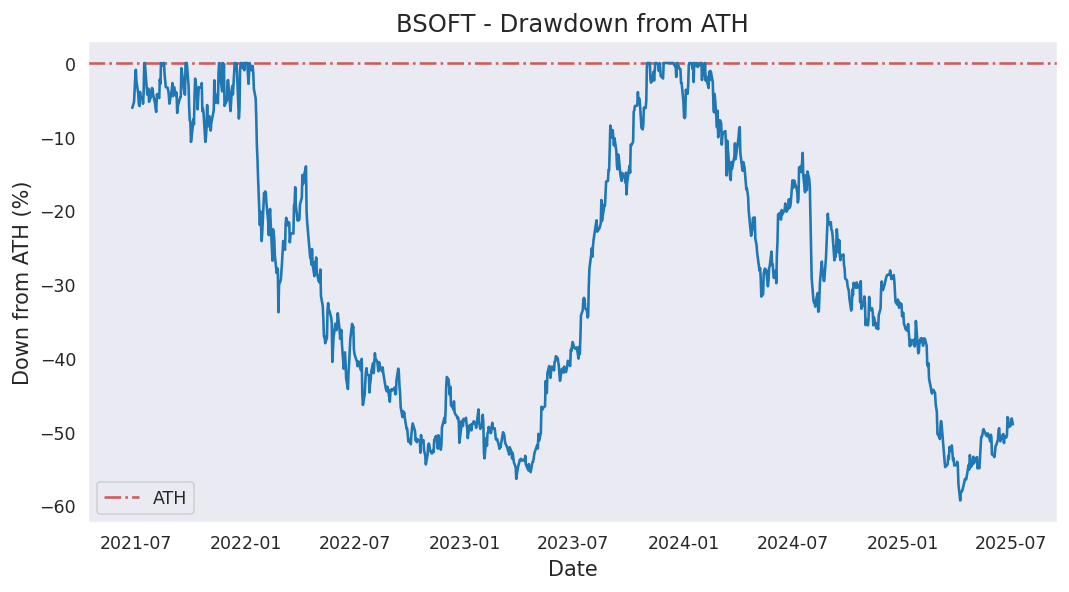 BSOFT - Drawdown from ATH
Down from ATH (%)
0
−10
−20
−30
−40
−50
−60
ATH
2021-07 2022-01 2022-07 2023-01 2023-07 2024-01 2024-07 2025-01 2025-07
Date